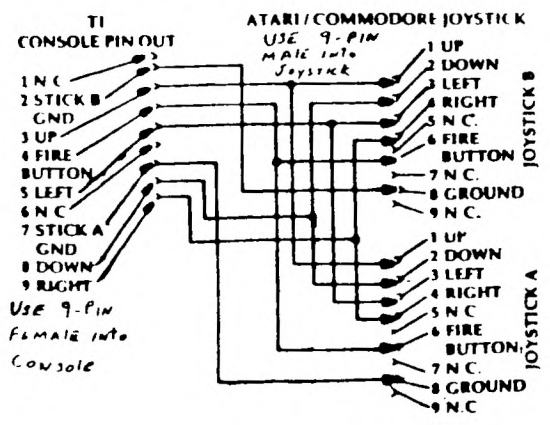 TI
CONSOLE PIN OUT
1 N C
2 STICK B
GND
3 UP
4 FIRE
BUTTON
5 LEFT
6 N C
7 STICK A
GND
8 DOWN
9 RIGHT
USE 9-PIN
FEMALE INTO
CONSOLE
ATARI/COMMODORE JOYSTICK
USE 9-PIN
MALE INTO
JOYSTICK
1 UP
2 DOWN
3 LEFT
4 RIGHT
5 N C.
6 FIRE
BUTTON
7 N C.
8 GROUND
9 N C.
JOYSTICK B
1 UP
2 DOWN
3 LEFT
4 RIGHT
5 N C
6 FIRE
BUTTON
7 N C.
8 GROUND
9 N.C
JOYSTICK A